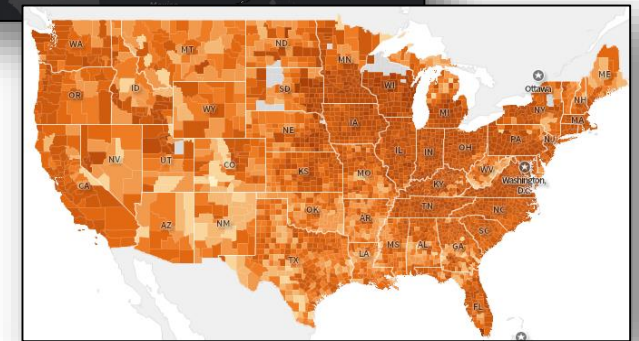 WA
MT
ND
MN
OR
ID
WY
SD
WI
MI
ME
Ottawa
NH
NY
MA
NE
IA
NV
UT
CO
KS
MO
IL
IN
OH
PA
NJ
WV
KY
Washington,
D.C.
CA
AZ
NM
OK
AR
TN
NC
SC
TX
LA
MS
AL
GA
FL